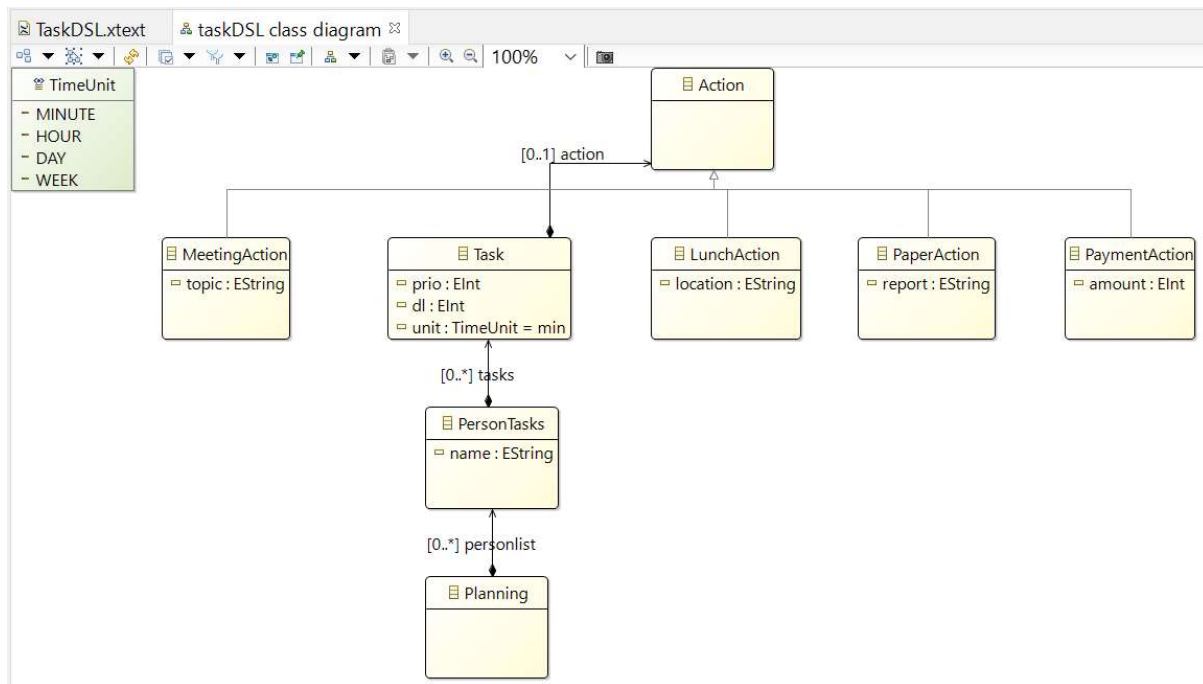 TaskDSL.xtext
taskDSL class diagram
100%
TimeUnit
MINUTE
HOUR
DAY
WEEK
Action
[0..1] action
MeetingAction
topic : EString
Task
prio : EInt
dl : EInt
unit : TimeUnit = min
LunchAction
location : EString
PaperAction
report : EString
PaymentAction
amount : EInt
[0..*] tasks
PersonTasks
name : EString
[0..*] personlist
Planning